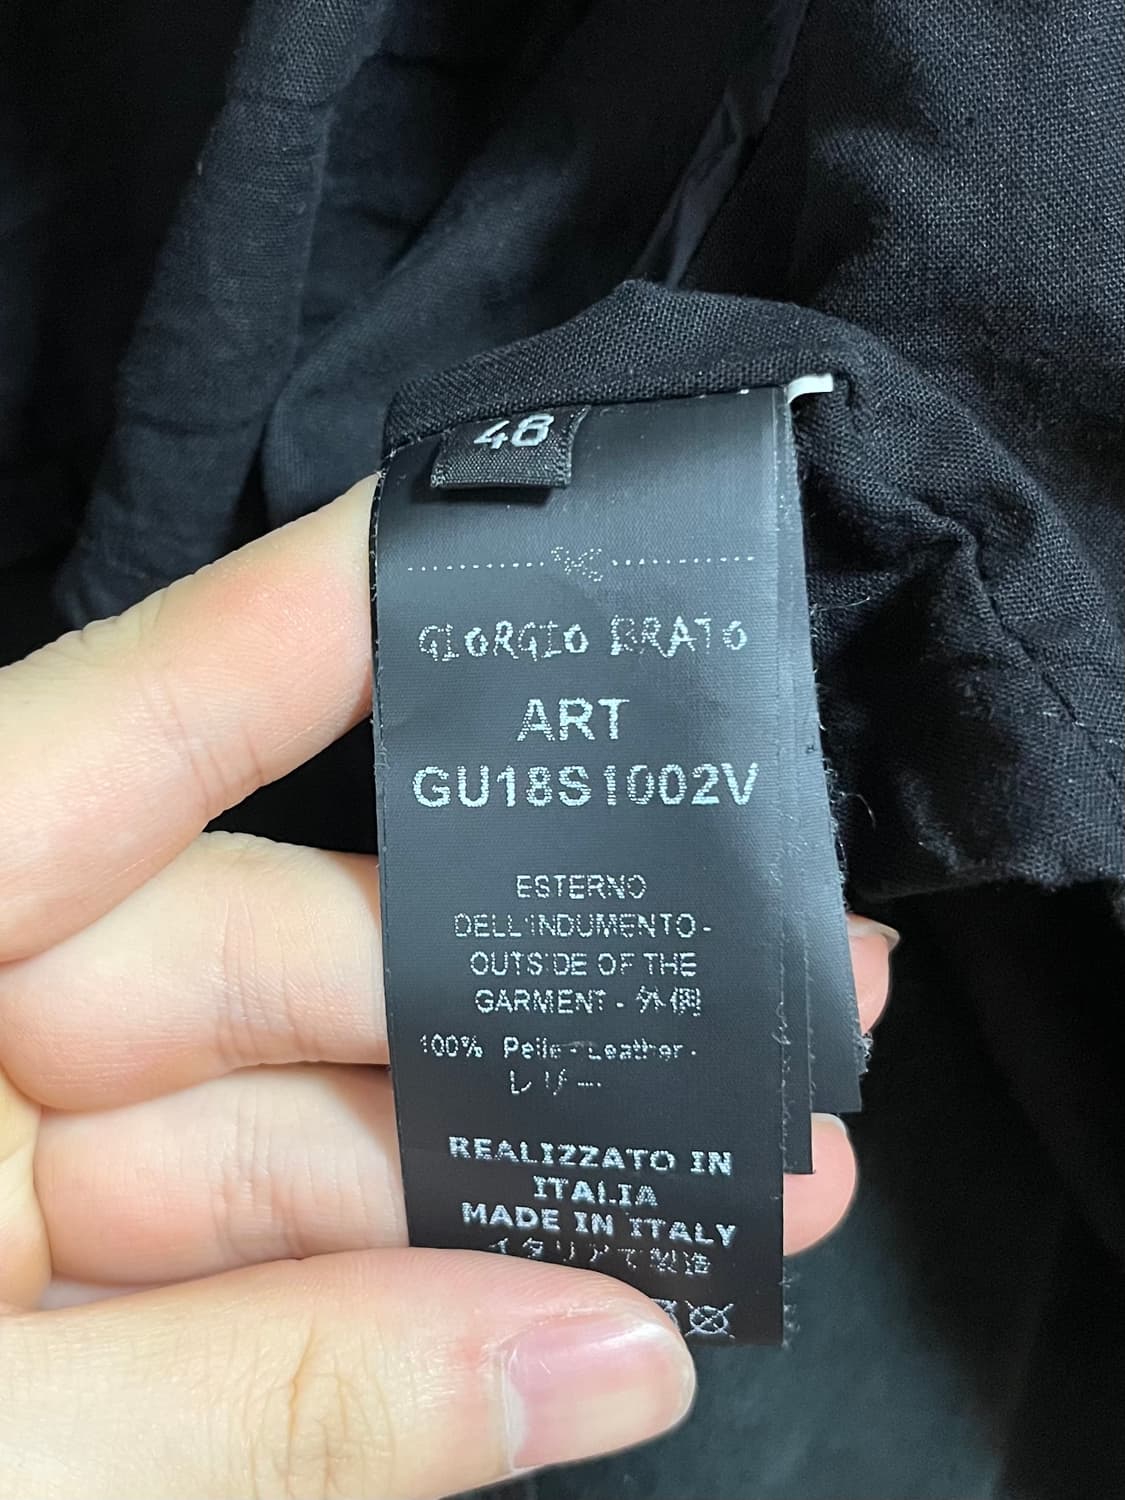 48
GIORGIO BRATO
ART
GU18S1002V
ESTERNO
DELL'INDUMENTO-
OUTSIDE OF THE
GARMENT - 外側
100% Pelle - Leather -
レザー
REALIZZATO IN
ITALIA
MADE IN ITALY
イタリアで製造